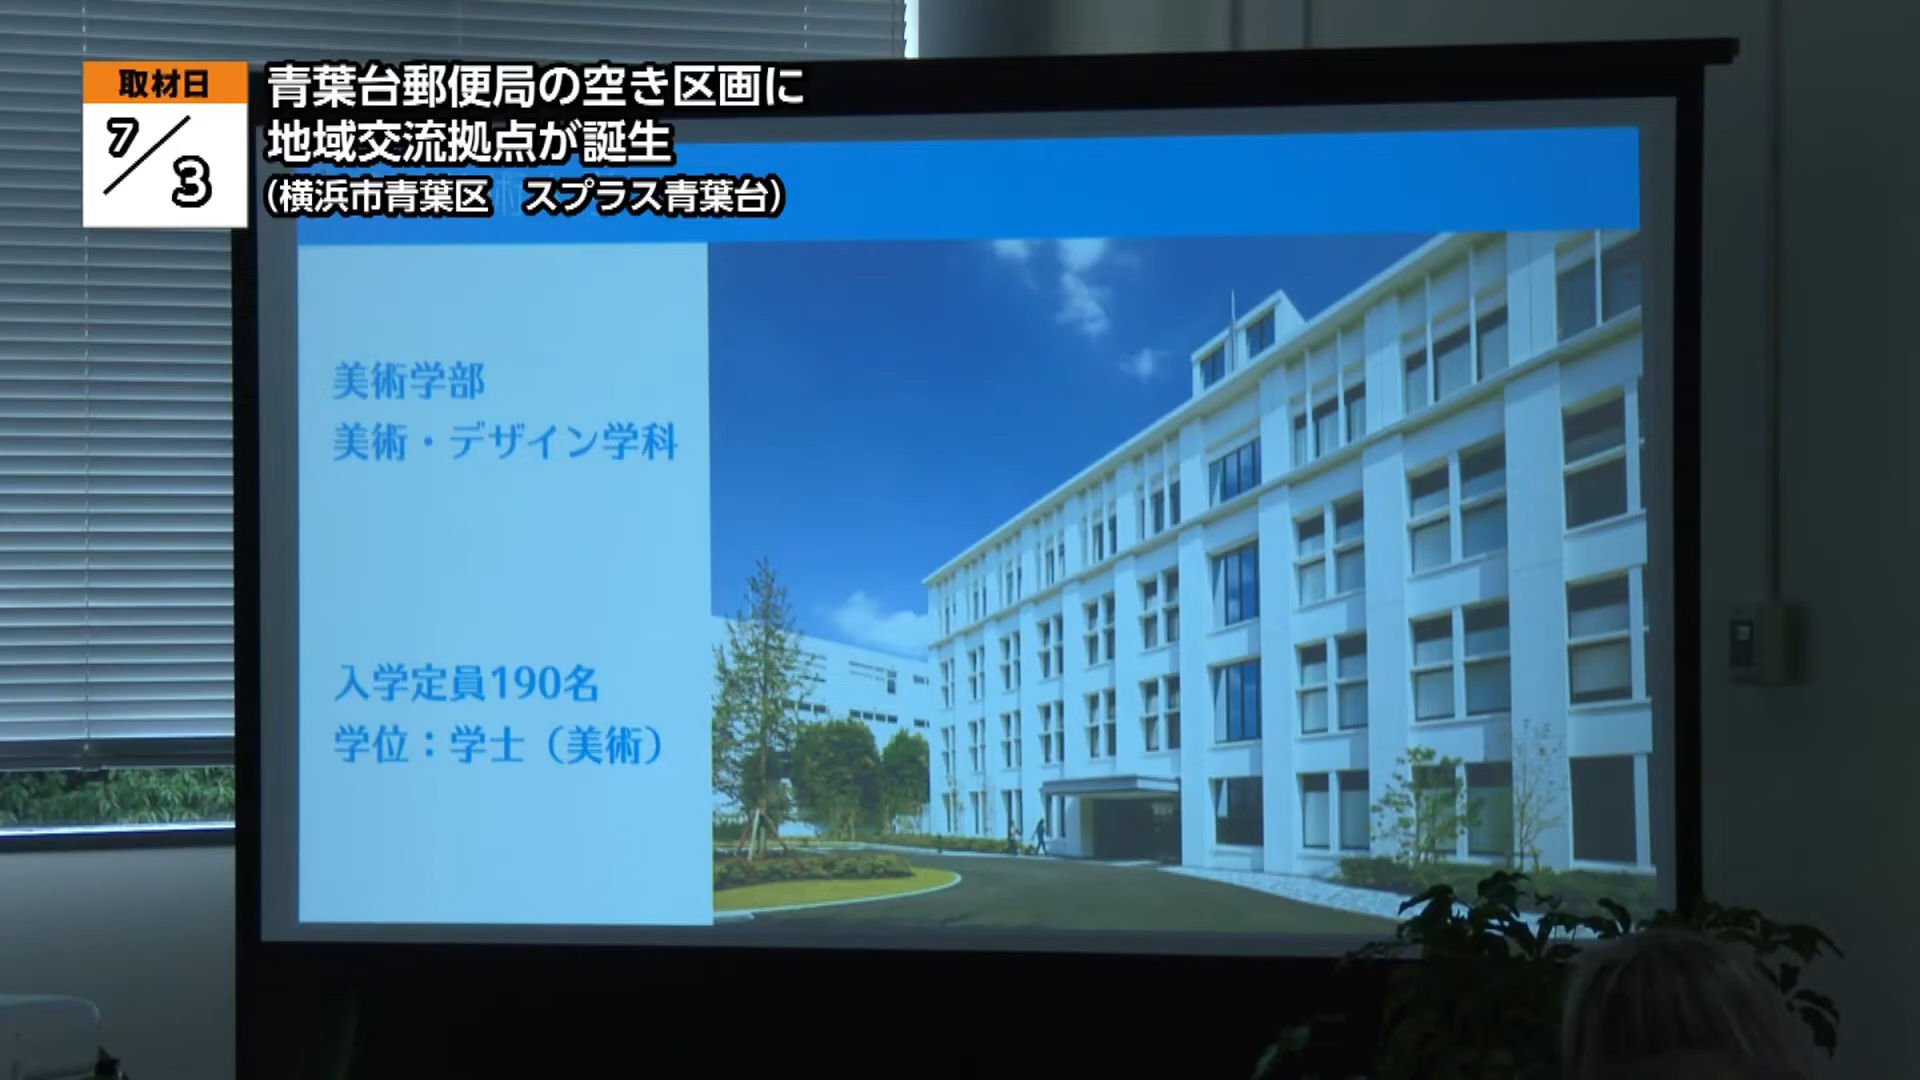 取材日
7/3
青葉台郵便局の空き区画に
地域交流拠点が誕生
（横浜市青葉区　スプラス青葉台）
美術学部
美術・デザイン学科
入学定員190名
学位：学士（美術）